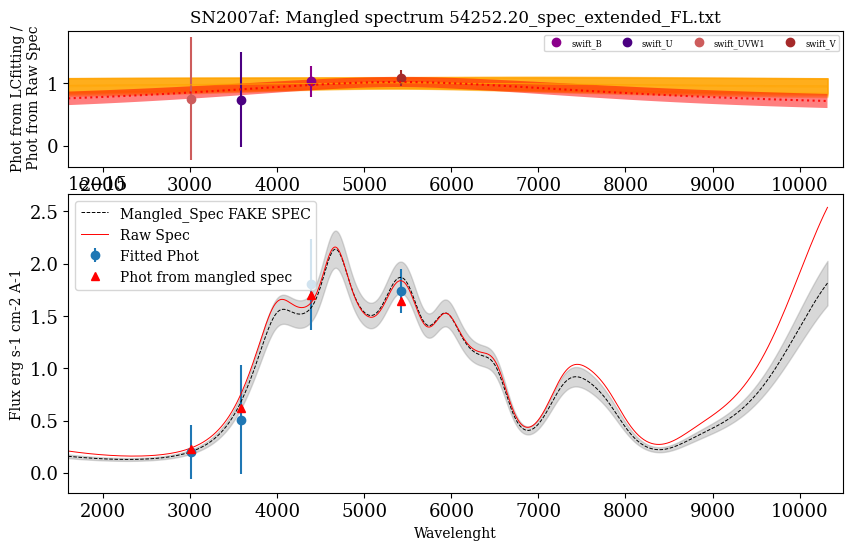 SN2007af: Mangled spectrum 54252.20_spec_extended_FL.txt
Phot from LCfitting /
Phot from Raw Spec
swift_B swift_U swift_UVW1 swift_V
1
0
2000 3000 4000 5000 6000 7000 8000 9000 10000
1e−15
Flux erg s-1 cm-2 A-1
Mangled_Spec FAKE SPEC
Raw Spec
Fitted Phot
Phot from mangled spec
2.5
2.0
1.5
1.0
0.5
0.0
2000 3000 4000 5000 6000 7000 8000 9000 10000
Wavelenght